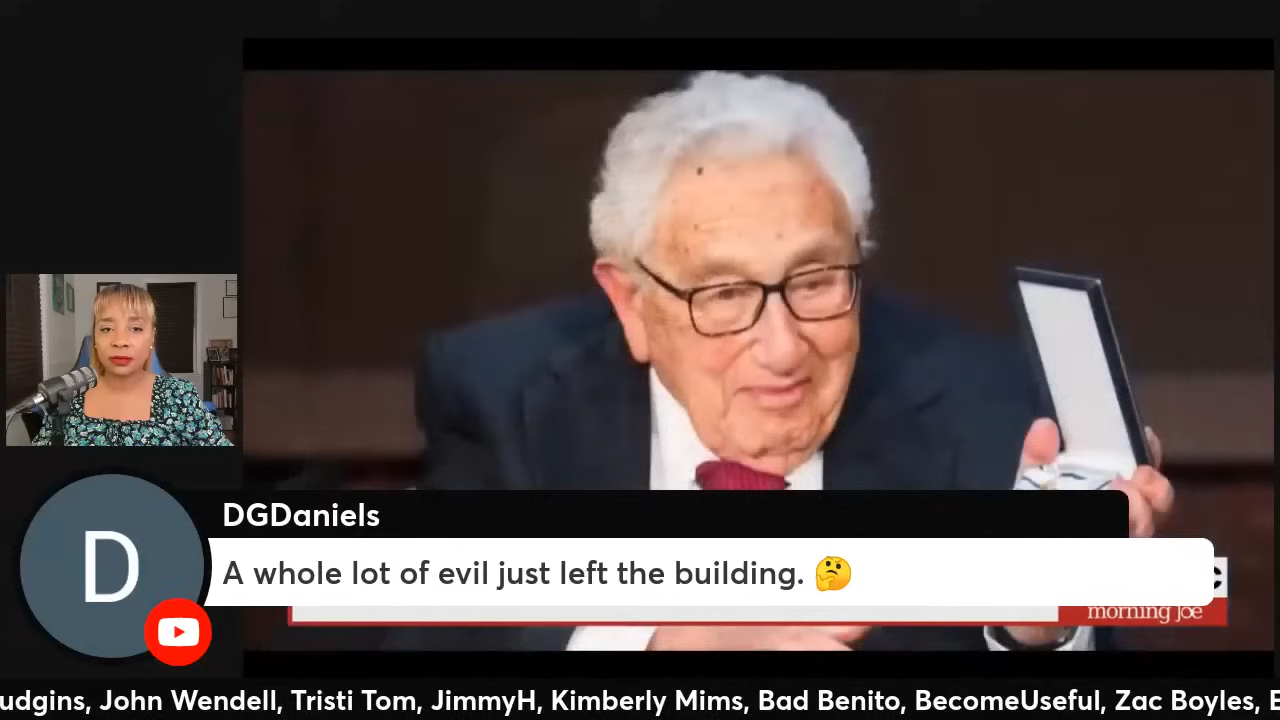 D
DGDaniels
A whole lot of evil just left the building. 🤔
morning joe
udgins, John Wendell, Tristi Tom, JimmyH, Kimberly Mims, Bad Benito, BecomeUseful, Zac Boyles,